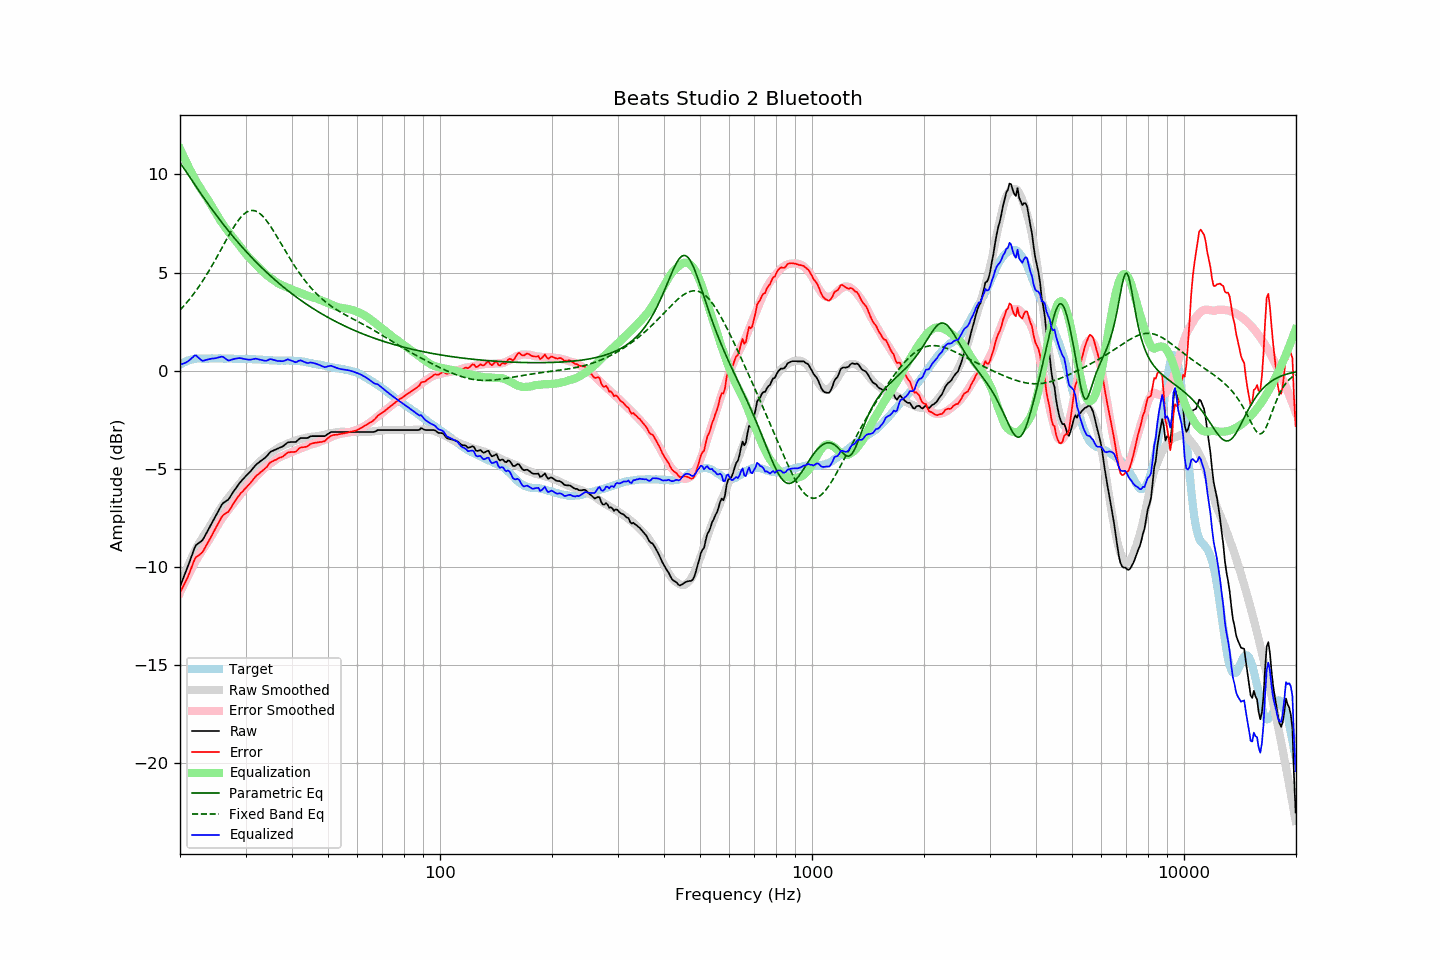 Beats Studio 2 Bluetooth
Amplitude (dBr)
10
5
0
−5
−10
−15
−20
Target
Raw Smoothed
Error Smoothed
Raw
Error
Equalization
Parametric Eq
Fixed Band Eq
Equalized
100
1000
10000
Frequency (Hz)